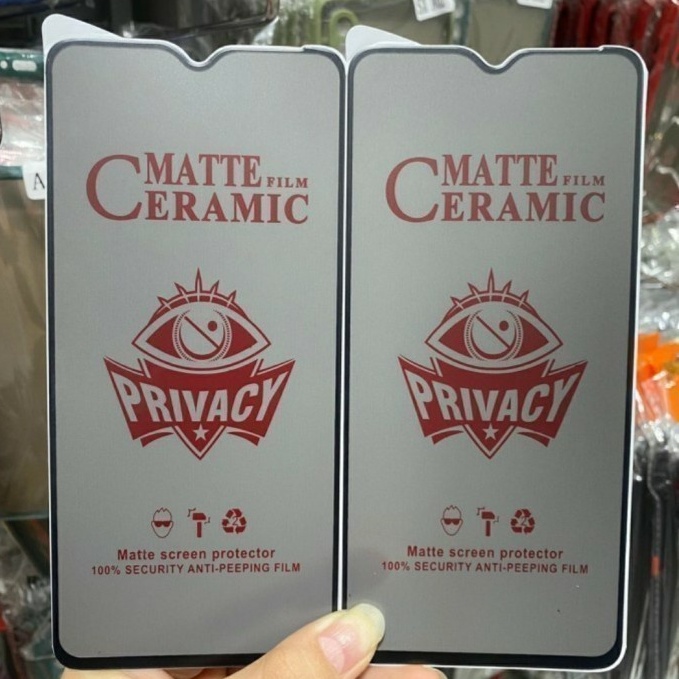 MATTE FILM
CERAMIC
PRIVACY
Matte screen protector
100% SECURITY ANTI-PEEPING FILM
MATTE FILM
CERAMIC
PRIVACY
Matte screen protector
100% SECURITY ANTI-PEEPING FILM
A